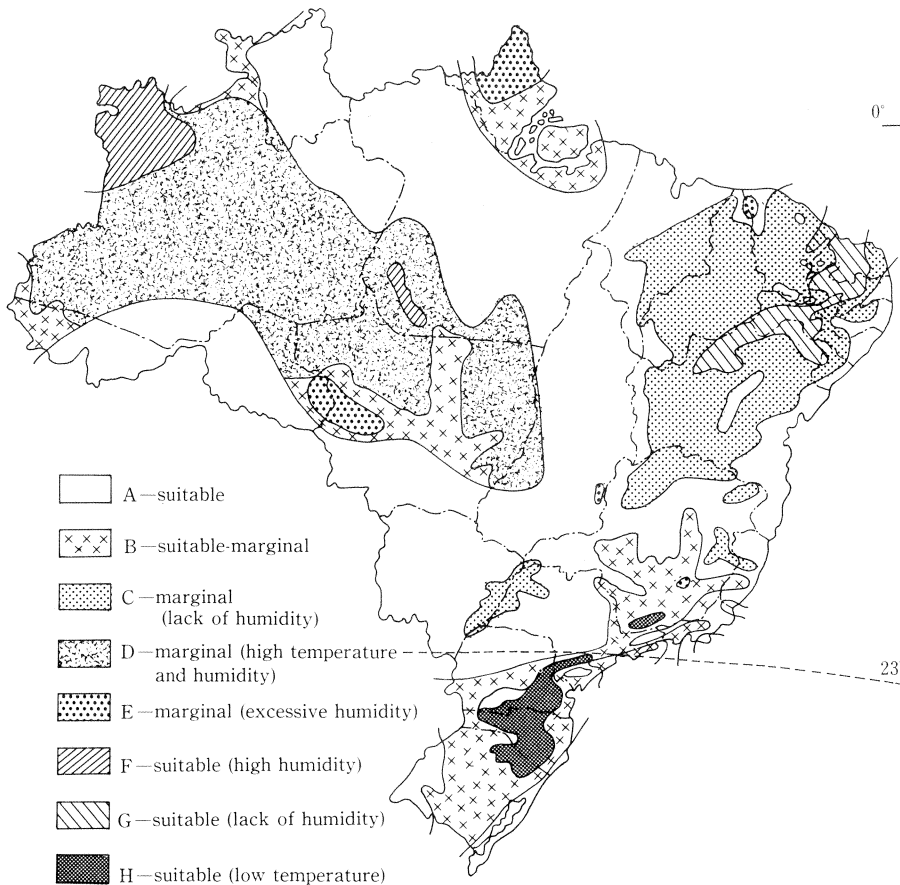 0°
A—suitable
B—suitable-marginal
C—marginal
(lack of humidity)
D—marginal (high temperature
and humidity)
23
E—marginal (excessive humidity)
F—suitable (high humidity)
G—suitable (lack of humidity)
H—suitable (low temperature)